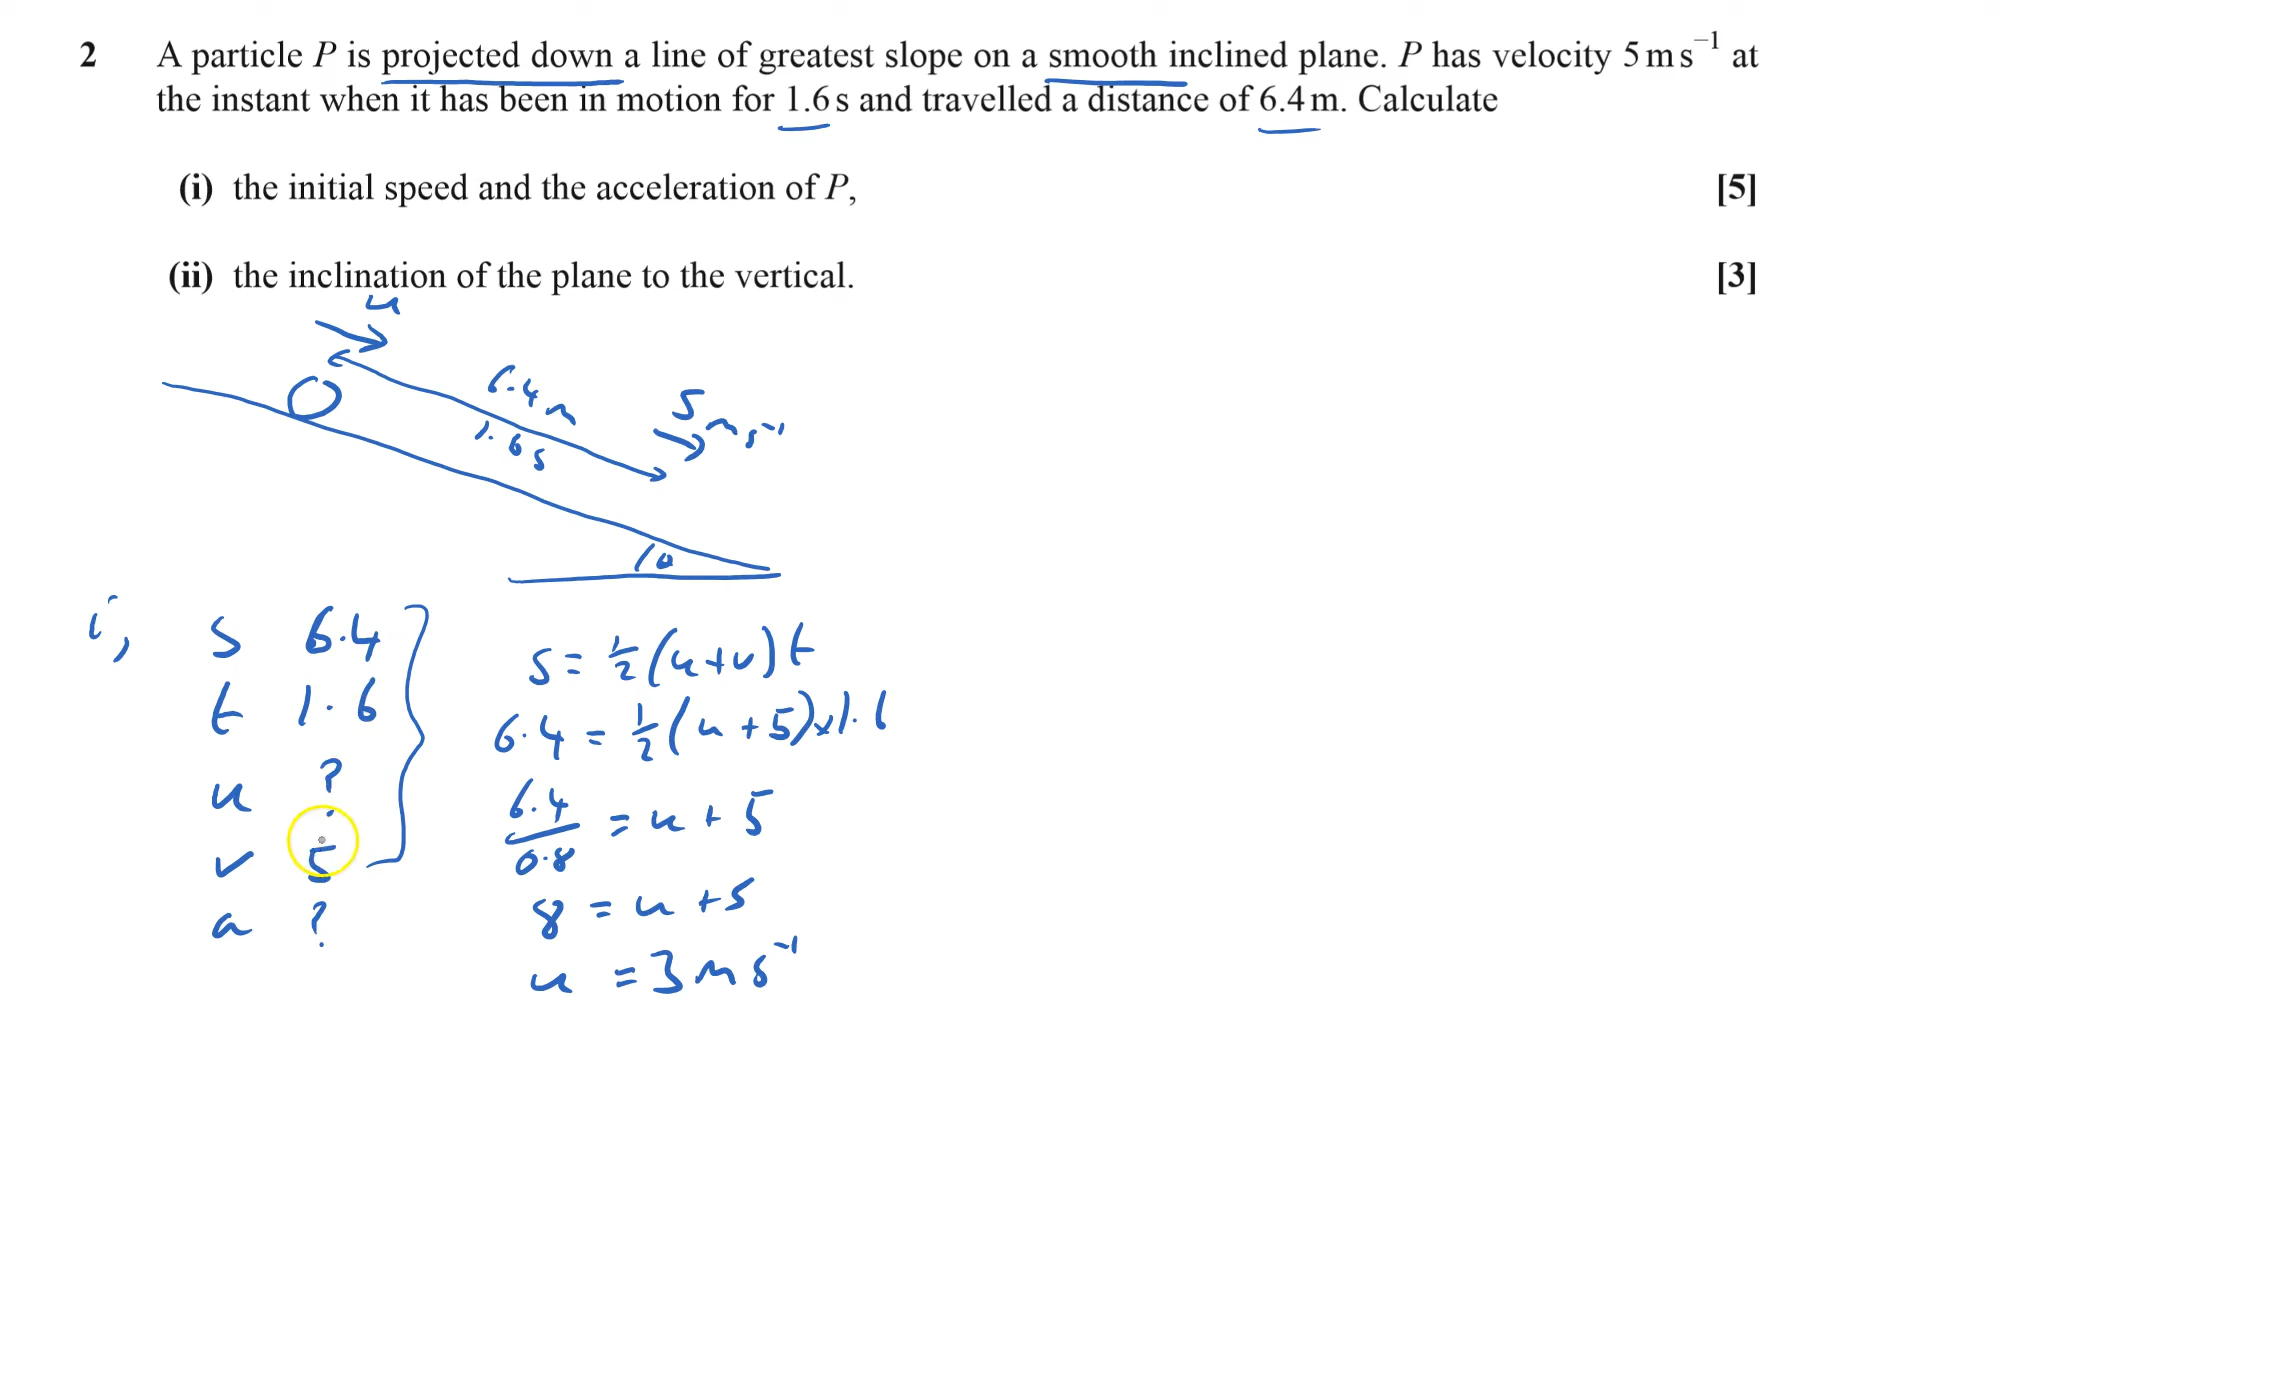 2 A particle P is projected down a line of greatest slope on a smooth inclined plane. P has velocity 5 m s⁻¹ at
the instant when it has been in motion for 1.6 s and travelled a distance of 6.4 m. Calculate
(i) the initial speed and the acceleration of P, [5]
(ii) the inclination of the plane to the vertical. [3]
u
6.4 m
1.6 s
5 m s⁻¹
θ
i,
s 6.4
t 1.6
u ?
v 5
a ?
s = ½(u+v)t
6.4 = ½(u + 5)×1.6
6.4/0.8 = u + 5
8 = u + 5
u = 3 m s⁻¹